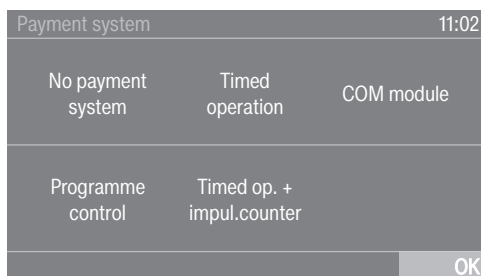 Payment system 11:02
No payment
system
Timed
operation
COM module
Programme
control
Timed op. +
impul.counter
OK